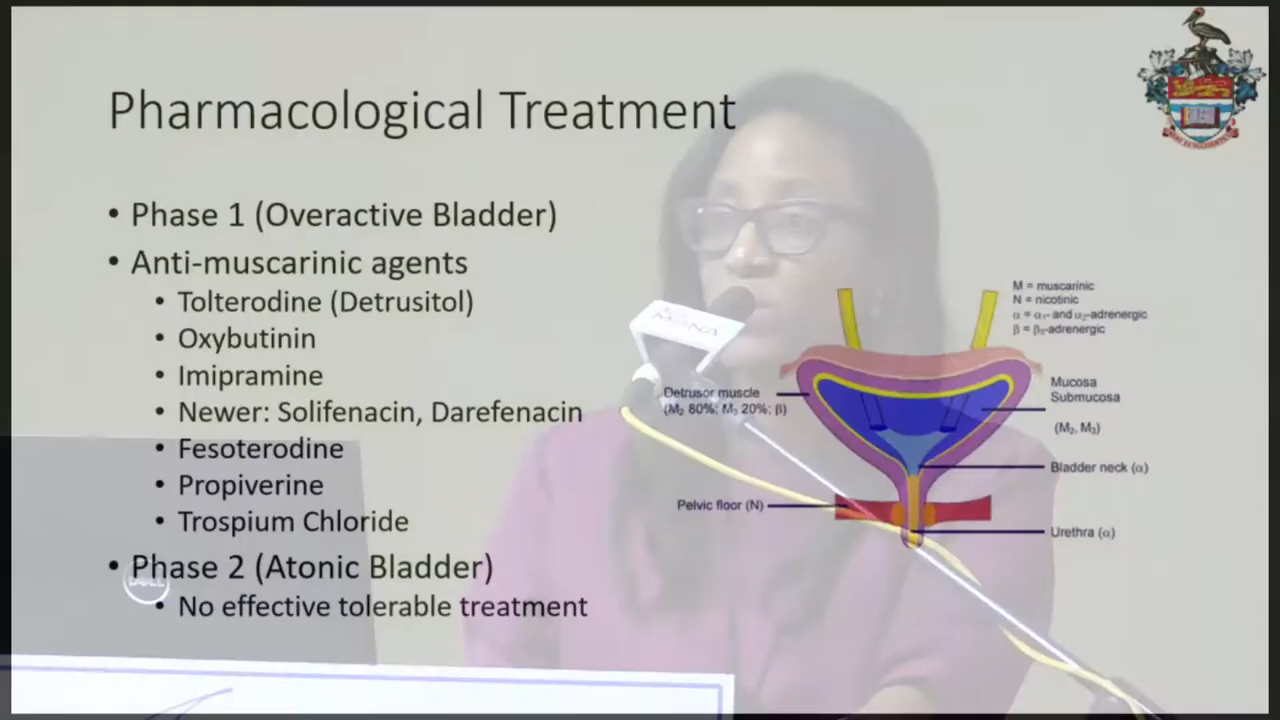 Pharmacological Treatment
• Phase 1 (Overactive Bladder)
• Anti-muscarinic agents
• Tolterodine (Detrusitol)
• Oxybutinin
• Imipramine
• Newer: Solifenacin, Darefenacin
• Fesoterodine
• Propiverine
• Trospium Chloride
• Phase 2 (Atonic Bladder)
• No effective tolerable treatment
M = muscarinic
N = nicotinic
α = α₁- and α₂-adrenergic
β = β₃-adrenergic
Detrusor muscle
(M₂ 80%; M₃ 20%; β)
Mucosa
Submucosa
(M₂, M₃)
Bladder neck (α)
Pelvic floor (N)
Urethra (α)
MONA
DELL